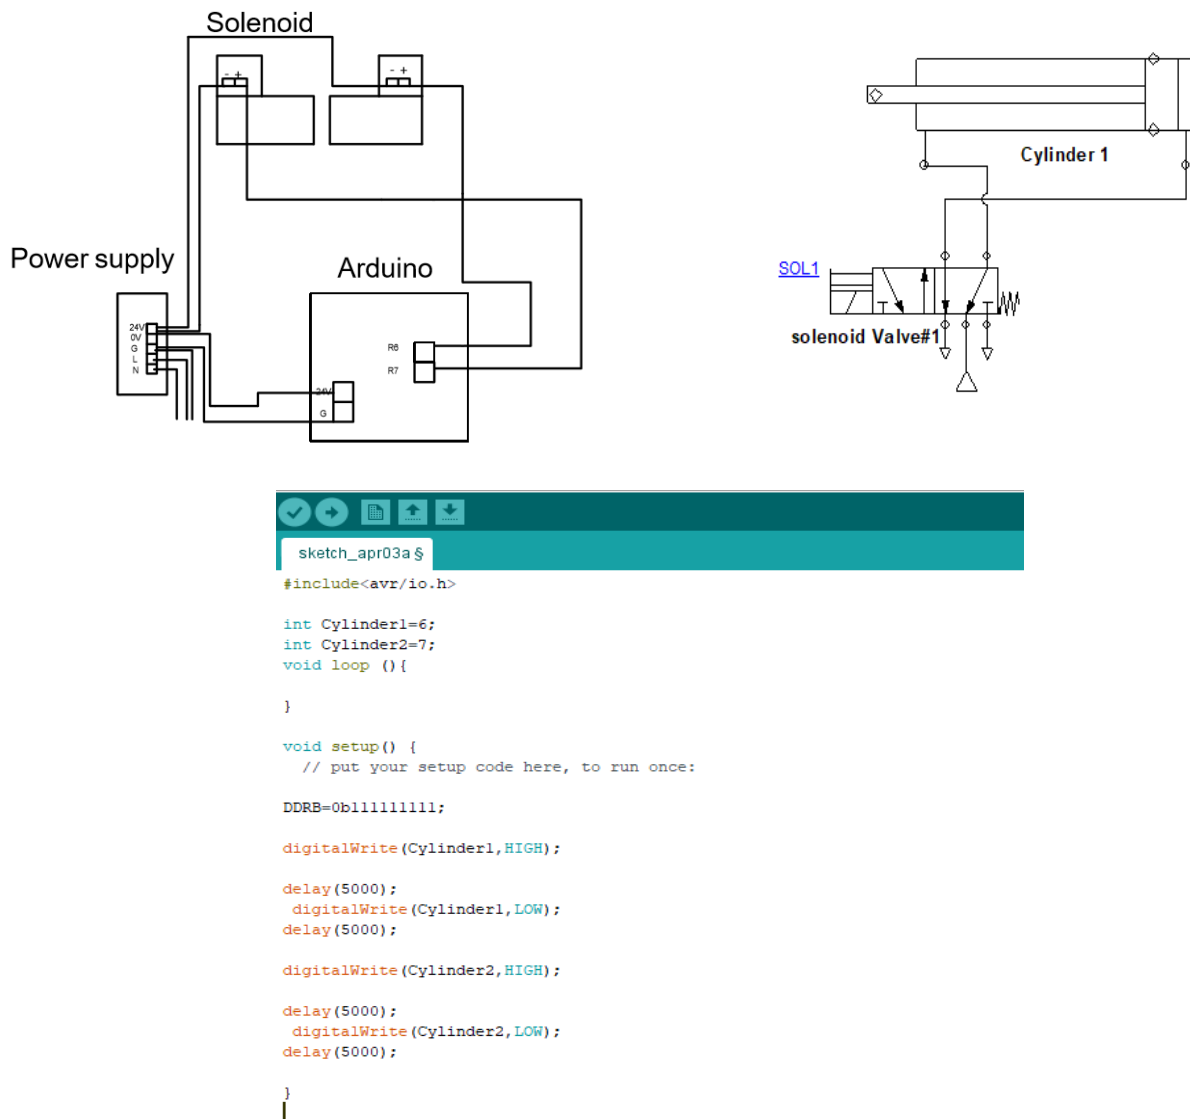 Solenoid
- +
- +
Power supply
24V
0V
G
L
N
Arduino
R6
R7
24V
G
Cylinder 1
SOL1
solenoid Valve#1
sketch_apr03a §
#include<avr/io.h>
int Cylinder1=6;
int Cylinder2=7;
void loop (){
}
void setup() {
// put your setup code here, to run once:
DDRB=0b111111111;
digitalWrite(Cylinder1,HIGH);
delay(5000);
digitalWrite(Cylinder1,LOW);
delay(5000);
digitalWrite(Cylinder2,HIGH);
delay(5000);
digitalWrite(Cylinder2,LOW);
delay(5000);
}